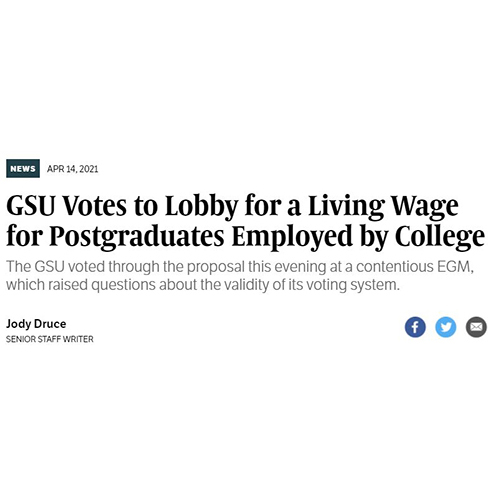 NEWS APR 14, 2021
GSU Votes to Lobby for a Living Wage
for Postgraduates Employed by College
The GSU voted through the proposal this evening at a contentious EGM,
which raised questions about the validity of its voting system.
Jody Druce
SENIOR STAFF WRITER